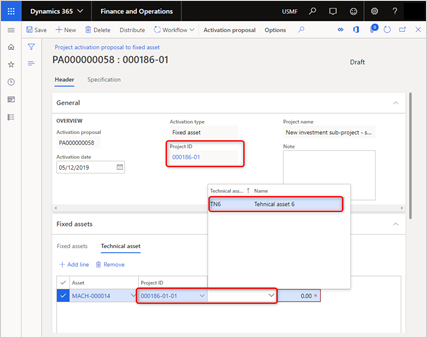 Dynamics 365 Finance and Operations USMF
Save New Delete Distribute Workflow Activation proposal Options
Project activation proposal to fixed asset
PA000000058 : 000186-01 Draft
Header Specification
General
OVERVIEW Activation type Project name
Activation proposal Fixed asset New investment sub-project - s...
PA000000058 Project ID Note
Activation date 000186-01
05/12/2019
Technical ass... Name
TN6 Tehnical asset 6
Fixed assets
Fixed assets Technical asset
Add line Remove
Asset Project ID
MACH-000014 000186-01-01 0.00